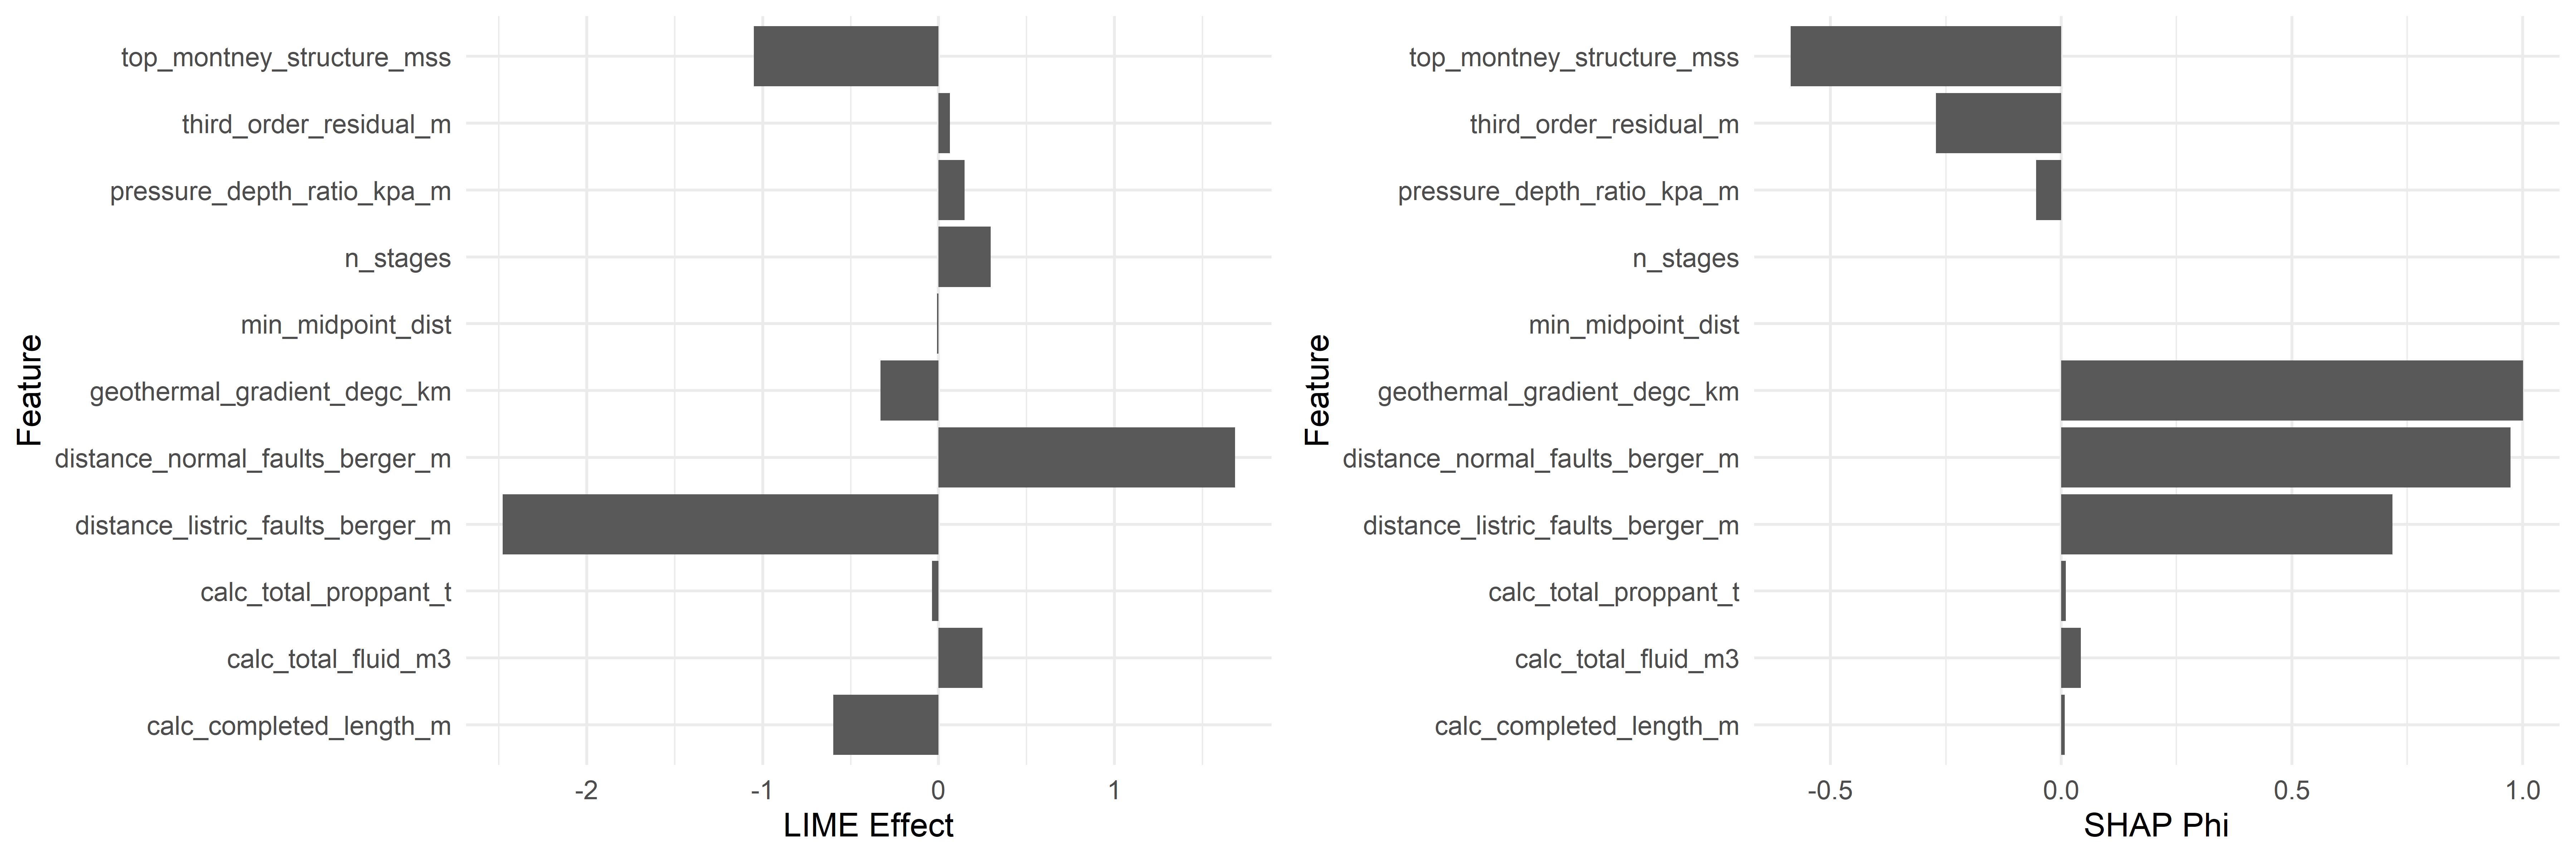 Feature
top_montney_structure_mss
third_order_residual_m
pressure_depth_ratio_kpa_m
n_stages
min_midpoint_dist
geothermal_gradient_degc_km
distance_normal_faults_berger_m
distance_listric_faults_berger_m
calc_total_proppant_t
calc_total_fluid_m3
calc_completed_length_m
-2 -1 0 1
LIME Effect
Feature
top_montney_structure_mss
third_order_residual_m
pressure_depth_ratio_kpa_m
n_stages
min_midpoint_dist
geothermal_gradient_degc_km
distance_normal_faults_berger_m
distance_listric_faults_berger_m
calc_total_proppant_t
calc_total_fluid_m3
calc_completed_length_m
-0.5 0.0 0.5 1.0
SHAP Phi